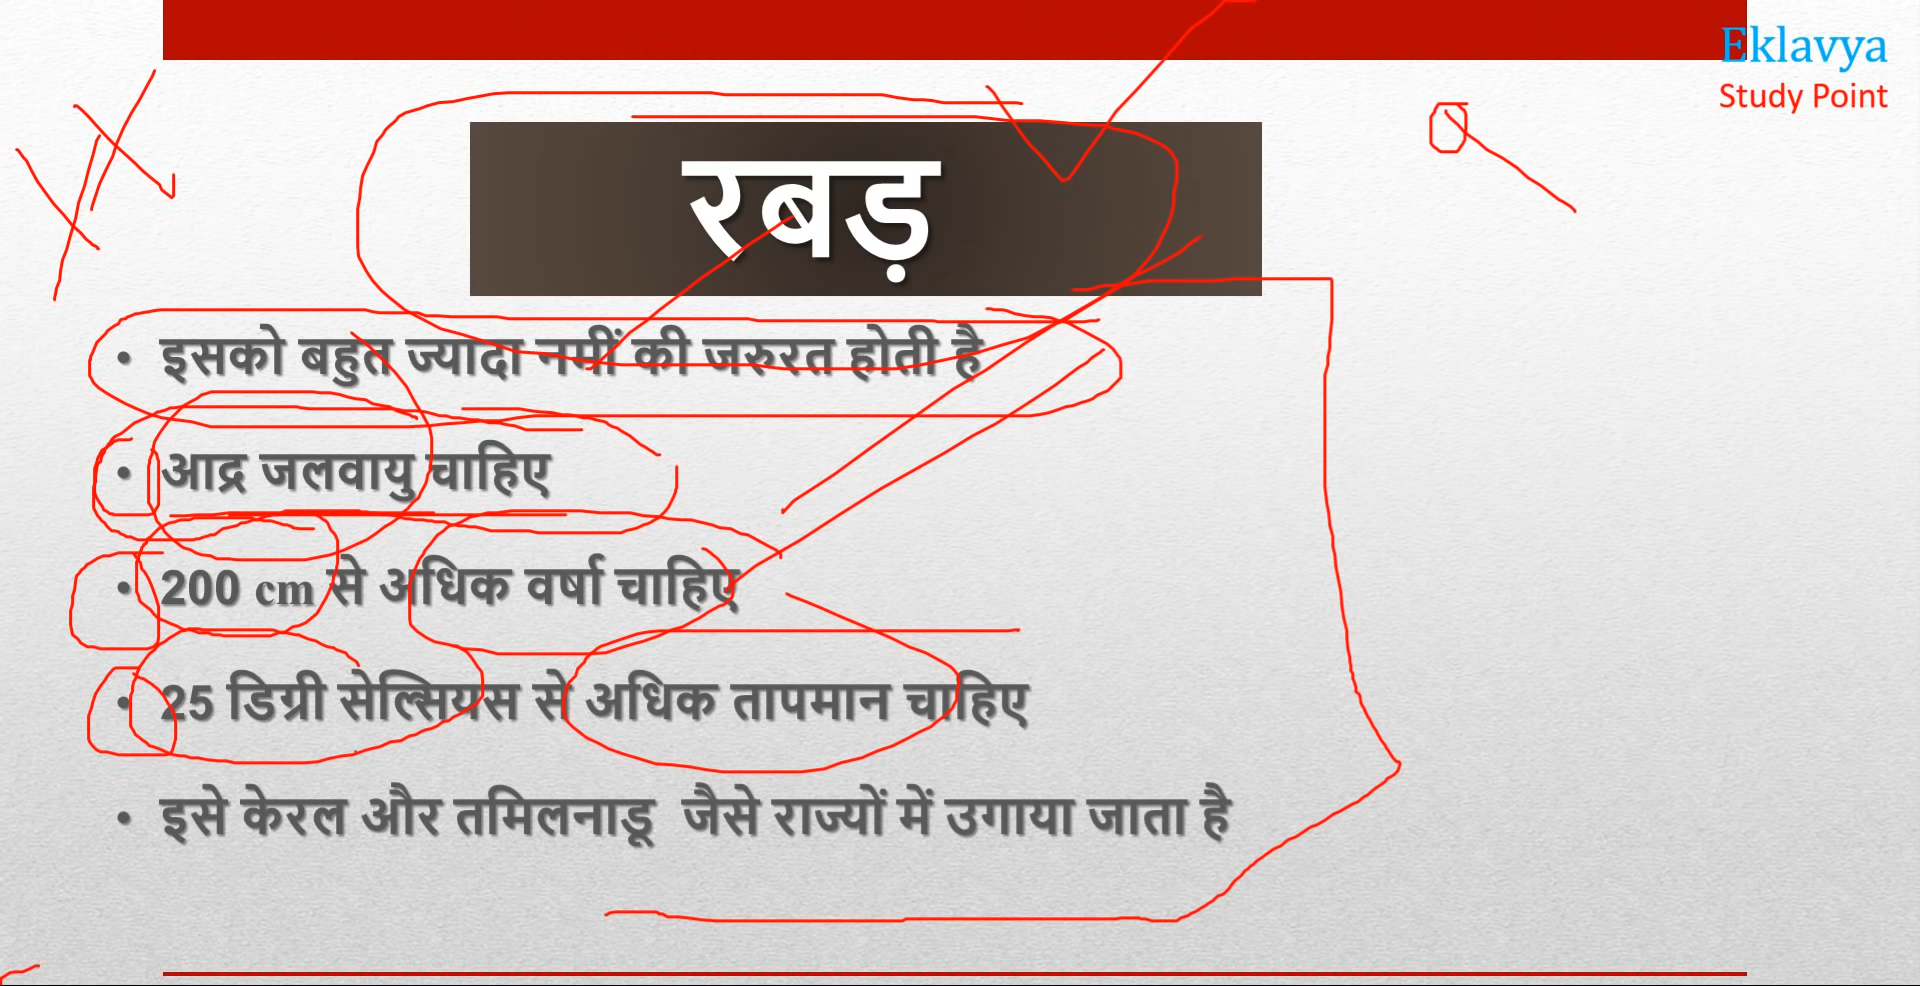 Eklavya
Study Point
रबड़
• इसको बहुत ज्यादा नमीं की जरुरत होती है
• आद्र जलवायु चाहिए
• 200 cm से अधिक वर्षा चाहिए
• 25 डिग्री सेल्सियस से अधिक तापमान चाहिए
• इसे केरल और तमिलनाडू जैसे राज्यों में उगाया जाता है